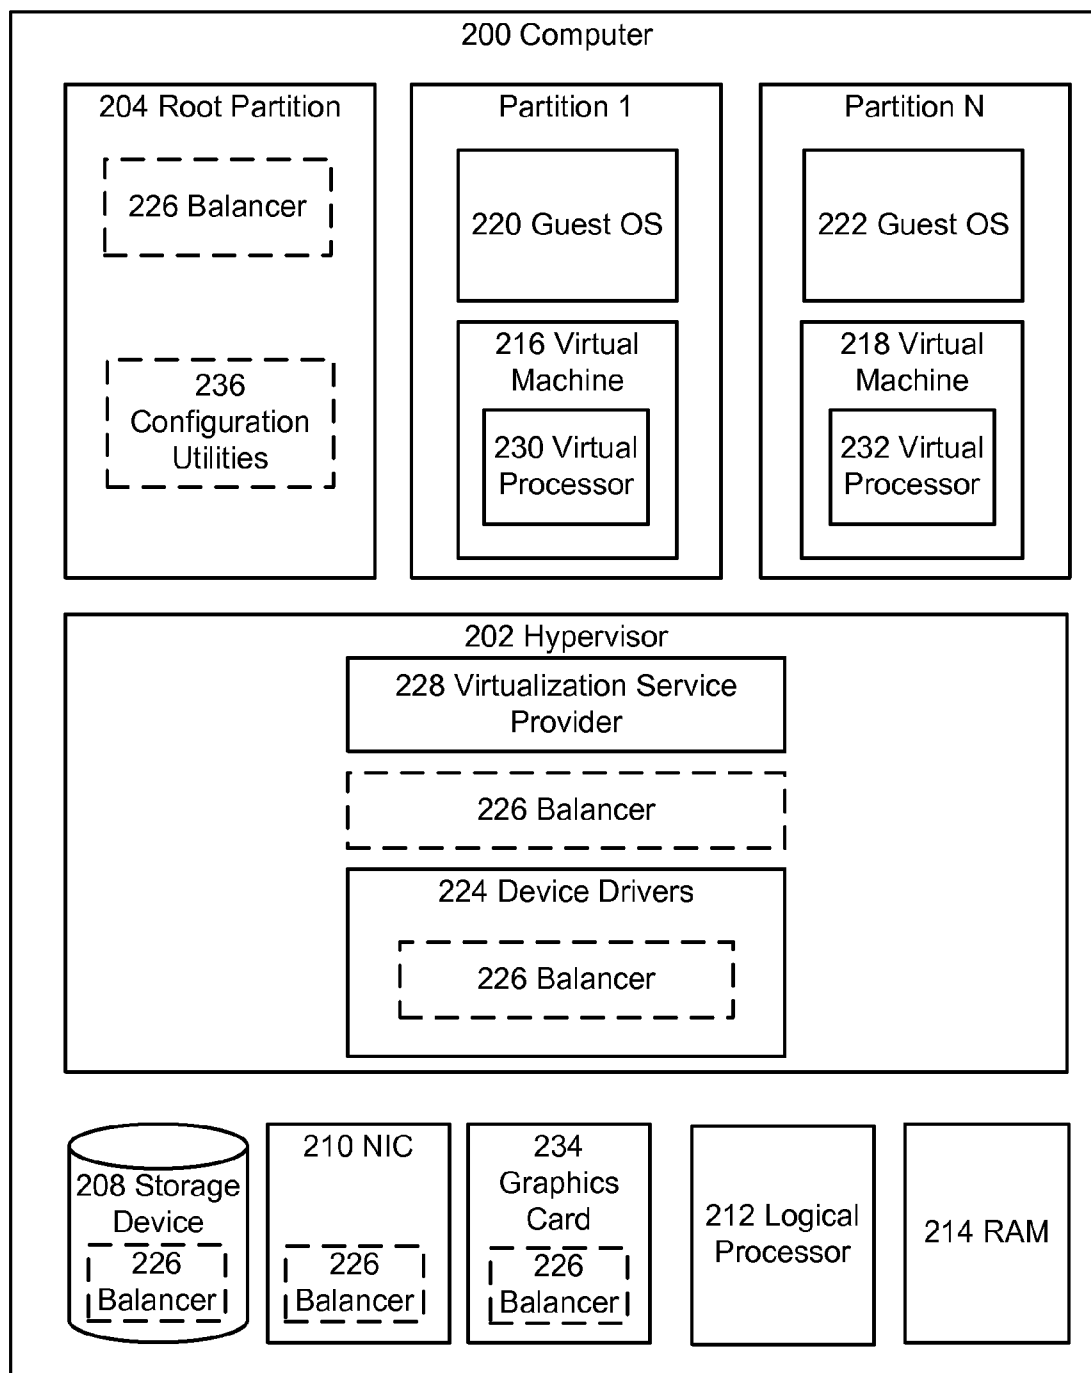 200 Computer
204 Root Partition
226 Balancer
236
Configuration
Utilities
Partition 1
220 Guest OS
216 Virtual
Machine
230 Virtual
Processor
Partition N
222 Guest OS
218 Virtual
Machine
232 Virtual
Processor
202 Hypervisor
228 Virtualization Service
Provider
226 Balancer
224 Device Drivers
226 Balancer
208 Storage
Device
226
Balancer
210 NIC
226
Balancer
234
Graphics
Card
226
Balancer
212 Logical
Processor
214 RAM